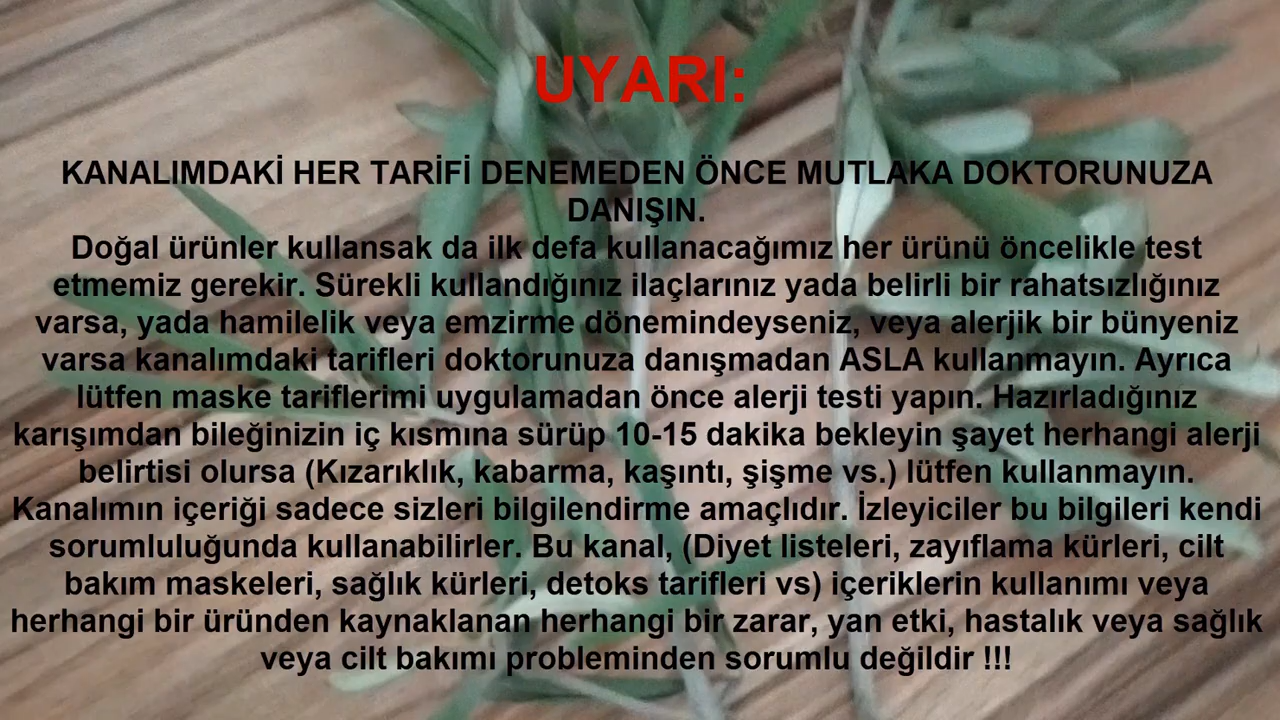 UYARI:
KANALIMDAKİ HER TARİFİ DENEMEDEN ÖNCE MUTLAKA DOKTORUNUZA
DANIŞIN.
Doğal ürünler kullansak da ilk defa kullanacağımız her ürünü öncelikle test
etmemiz gerekir. Sürekli kullandığınız ilaçlarınız yada belirli bir rahatsızlığınız
varsa, yada hamilelik veya emzirme dönemindeyseniz, veya alerjik bir bünyeniz
varsa kanalımdaki tarifleri doktorunuza danışmadan ASLA kullanmayın. Ayrıca
lütfen maske tariflerimi uygulamadan önce alerji testi yapın. Hazırladığınız
karışımdan bileğinizin iç kısmına sürüp 10-15 dakika bekleyin şayet herhangi alerji
belirtisi olursa (Kızarıklık, kabarma, kaşıntı, şişme vs.) lütfen kullanmayın.
Kanalımın içeriği sadece sizleri bilgilendirme amaçlıdır. İzleyiciler bu bilgileri kendi
sorumluluğunda kullanabilirler. Bu kanal, (Diyet listeleri, zayıflama kürleri, cilt
bakım maskeleri, sağlık kürleri, detoks tarifleri vs) içeriklerin kullanımı veya
herhangi bir üründen kaynaklanan herhangi bir zarar, yan etki, hastalık veya sağlık
veya cilt bakımı probleminden sorumlu değildir !!!